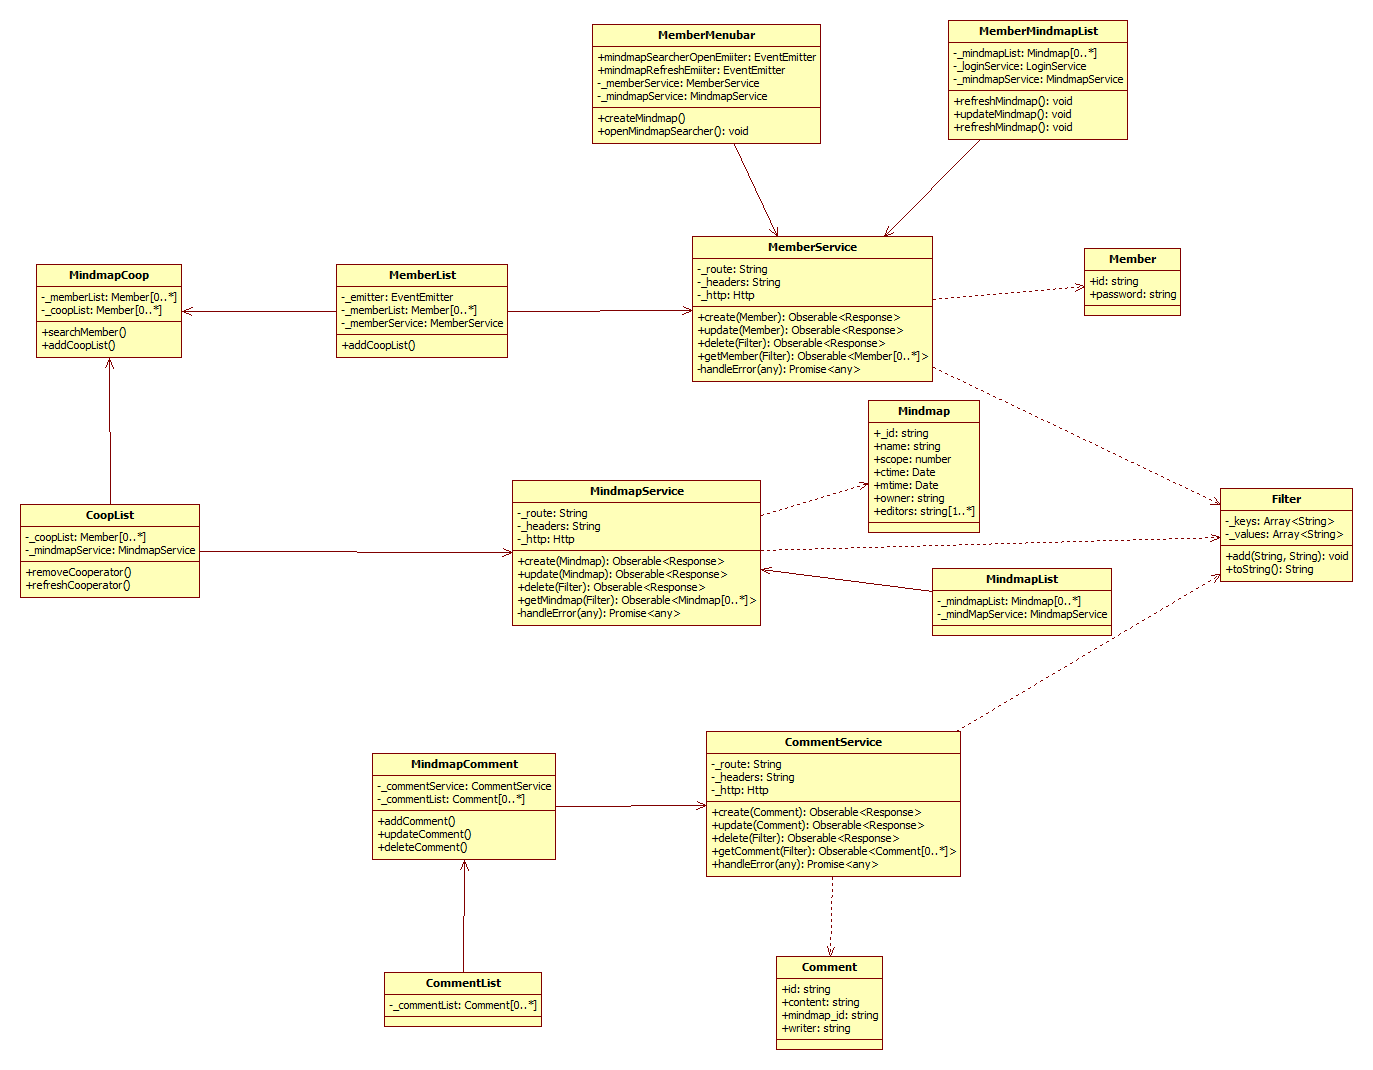 MemberMenubar
+mindmapSearcherOpenEmiiter: EventEmitter
+mindmapRefreshEmiiter: EventEmitter
-_memberService: MemberService
-_mindmapService: MindmapService
+createMindmap()
+openMindmapSearcher(): void
MemberMindmapList
-_mindmapList: Mindmap[0..*]
-_loginService: LoginService
-_mindmapService: MindmapService
+refreshMindmap(): void
+updateMindmap(): void
+refreshMindmap(): void
MindmapCoop
-_memberList: Member[0..*]
-_coopList: Member[0..*]
+searchMember()
+addCoopList()
MemberList
-_emitter: EventEmitter
-_memberList: Member[0..*]
-_memberService: MemberService
+addCoopList()
MemberService
-_route: String
-_headers: String
-_http: Http
+create(Member): Obserable<Response>
+update(Member): Obserable<Response>
+delete(Filter): Obserable<Response>
+getMember(Filter): Obserable<Member[0..*]>
-handleError(any): Promise<any>
Member
+id: string
+password: string
Mindmap
+_id: string
+name: string
+scope: number
+ctime: Date
+mtime: Date
+owner: string
+editors: string[1..*]
CoopList
-_coopList: Member[0..*]
-_mindmapService: MindmapService
+removeCooperator()
+refreshCooperator()
MindmapService
-_route: String
-_headers: String
-_http: Http
+create(Mindmap): Obserable<Response>
+update(Mindmap): Obserable<Response>
+delete(Filter): Obserable<Response>
+getMindmap(Filter): Obserable<Mindmap[0..*]>
-handleError(any): Promise<any>
Filter
-_keys: Array<String>
-_values: Array<String>
+add(String, String): void
+toString(): String
MindmapList
-_mindmapList: Mindmap[0..*]
-_mindMapService: MindmapService
MindmapComment
-_commentService: CommentService
-_commentList: Comment[0..*]
+addComment()
+updateComment()
+deleteComment()
CommentService
-_route: String
-_headers: String
-_http: Http
+create(Comment): Obserable<Response>
+update(Comment): Obserable<Response>
+delete(Filter): Obserable<Response>
+getComment(Filter): Obserable<Comment[0..*]>
+handleError(any): Promise<any>
CommentList
-_commentList: Comment[0..*]
Comment
+id: string
+content: string
+mindmap_id: string
+writer: string